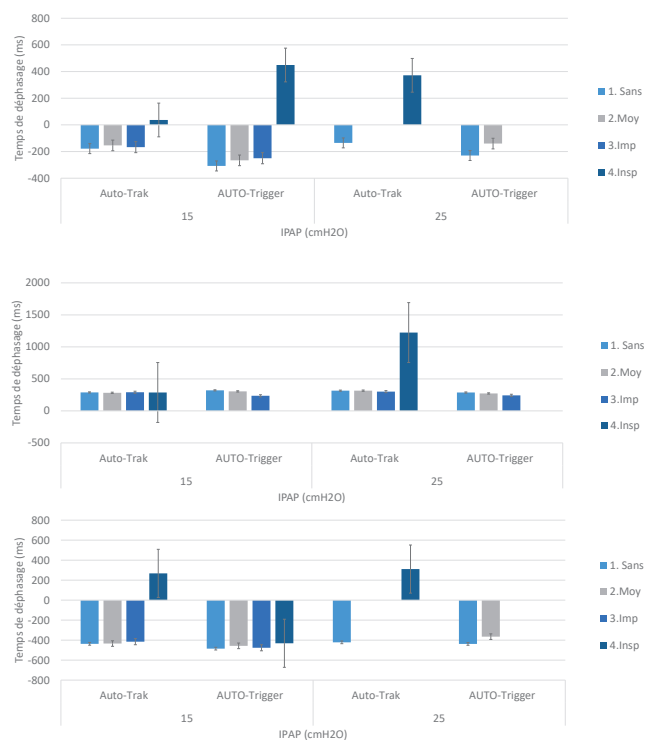 800
600
400
200
0
-200
-400
Temps de déphasage (ms)
Auto-Trak AUTO-Trigger Auto-Trak AUTO-Trigger
15 25
IPAP (cmH2O)
1. Sans
2.Moy
3.Imp
4.Insp
2000
1500
1000
500
0
-500
Temps de déphasage (ms)
Auto-Trak AUTO-Trigger Auto-Trak AUTO-Trigger
15 25
IPAP (cmH2O)
1. Sans
2.Moy
3.Imp
4.Insp
800
600
400
200
0
-200
-400
-600
-800
Temps de déphasage (ms)
Auto-Trak AUTO-Trigger Auto-Trak AUTO-Trigger
15 25
IPAP (cmH2O)
1. Sans
2.Moy
3.Imp
4.Insp